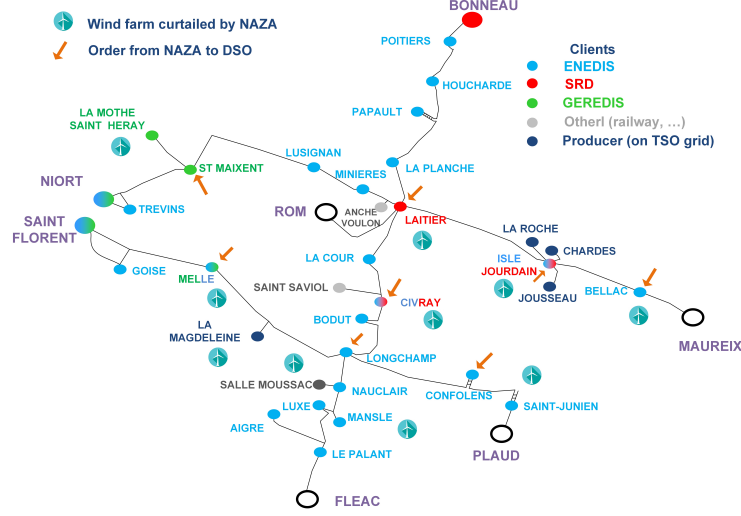 BONNEAU
Wind farm curtailed by NAZA
Order from NAZA to DSO
POITIERS
Clients
ENEDIS
SRD
GEREDIS
Otherl (railway, ...)
Producer (on TSO grid)
HOUCHARDE
PAPAULT
LA MOTHE
SAINT HERAY
LUSIGNAN
ST MAIXENT
LA PLANCHE
MINIERES
NIORT
TREVINS
ROM
ANCHE
VOULON
LAITIER
SAINT
FLORENT
LA ROCHE
CHARDES
ISLE
JOURDAIN
LA COUR
GOISE
MELLE
SAINT SAVIOL
CIVRAY
JOUSSEAU
BELLAC
BODUT
LA
MAGDELEINE
MAUREIX
LONGCHAMP
SALLE MOUSSAC
NAUCLAIR
CONFOLENS
LUXE
SAINT-JUNIEN
MANSLE
AIGRE
LE PALANT
PLAUD
FLEAC